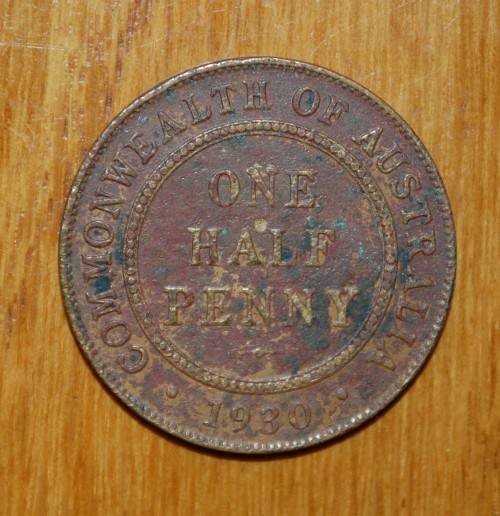 COMMONWEALTH OF AUSTRALIA
ONE
HALF
PENNY
· 1930 ·